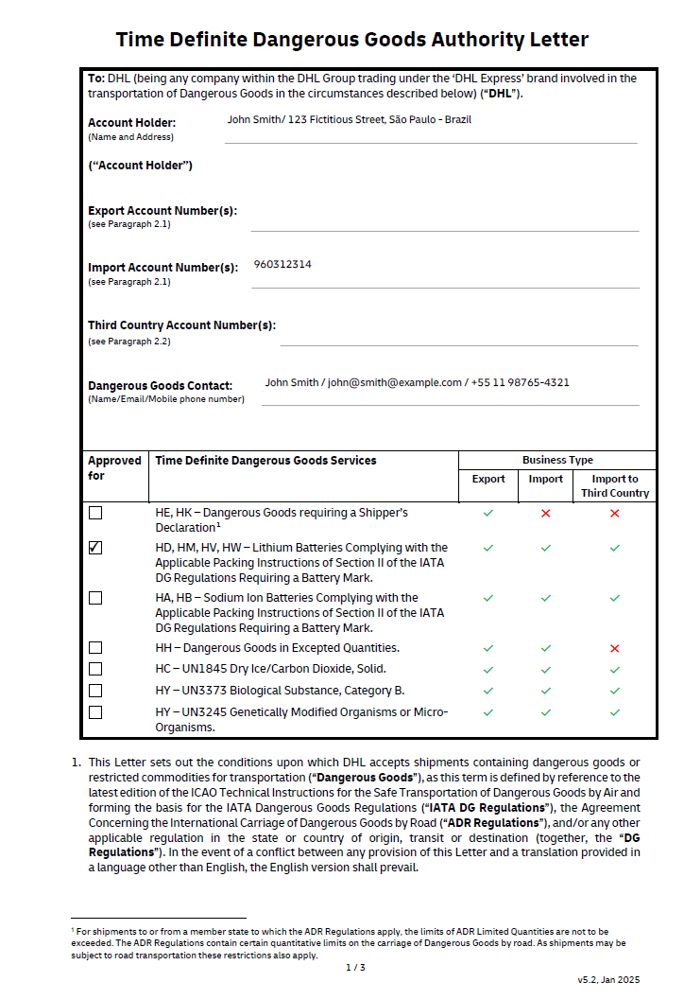 Time Definite Dangerous Goods Authority Letter
To: DHL (being any company within the DHL Group trading under the ‘DHL Express’ brand involved in the
transportation of Dangerous Goods in the circumstances described below) (“DHL”).
Account Holder:
John Smith/ 123 Fictitious Street, São Paulo - Brazil
(Name and Address)
(“Account Holder”)
Export Account Number(s):
(see Paragraph 2.1)
Import Account Number(s):
960312314
(see Paragraph 2.1)
Third Country Account Number(s):
(see Paragraph 2.2)
Dangerous Goods Contact:
John Smith / john@smith@example.com / +55 11 98765-4321
(Name/Email/Mobile phone number)
Approved
for
Time Definite Dangerous Goods Services
Business Type
Export
Import
Import to
Third Country
HE, HK – Dangerous Goods requiring a Shipper's
Declaration¹
HD, HM, HV, HW – Lithium Batteries Complying with the
Applicable Packing Instructions of Section II of the IATA
DG Regulations Requiring a Battery Mark.
HA, HB – Sodium Ion Batteries Complying with the
Applicable Packing Instructions of Section II of the IATA
DG Regulations Requiring a Battery Mark.
HH – Dangerous Goods in Excepted Quantities.
HC – UN1845 Dry Ice/Carbon Dioxide, Solid.
HY – UN3373 Biological Substance, Category B.
HY – UN3245 Genetically Modified Organisms or Micro-
Organisms.
1. This Letter sets out the conditions upon which DHL accepts shipments containing dangerous goods or
restricted commodities for transportation (“Dangerous Goods”), as this term is defined by reference to the
latest edition of the ICAO Technical Instructions for the Safe Transportation of Dangerous Goods by Air and
forming the basis for the IATA Dangerous Goods Regulations (“IATA DG Regulations”), the Agreement
Concerning the International Carriage of Dangerous Goods by Road (“ADR Regulations”), and/or any other
applicable regulation in the state or country of origin, transit or destination (together, the “DG
Regulations”). In the event of a conflict between any provision of this Letter and a translation provided in
a language other than English, the English version shall prevail.
¹ For shipments to or from a member state to which the ADR Regulations apply, the limits of ADR Limited Quantities are not to be
exceeded. The ADR Regulations contain certain quantitative limits on the carriage of Dangerous Goods by road. As shipments may be
subject to road transportation these restrictions also apply.
1 / 3
v5.2, Jan 2025